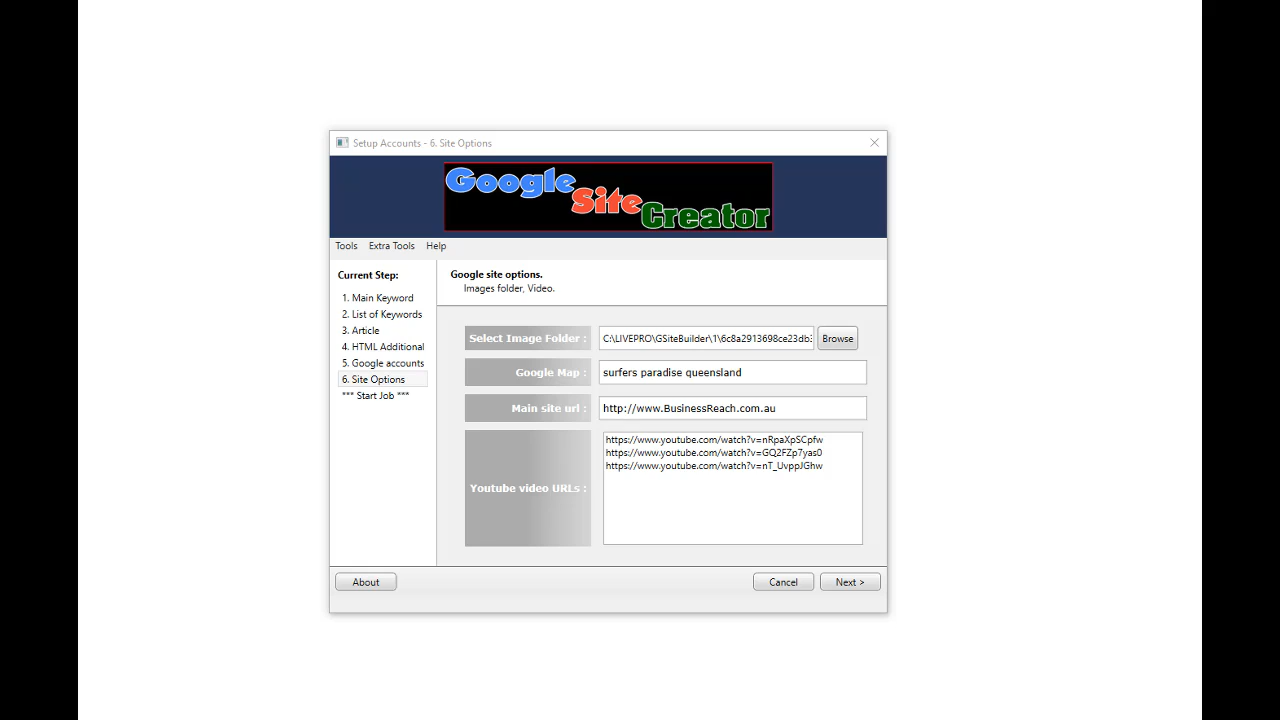 Setup Accounts - 6. Site Options
Google
Site
Creator
Tools Extra Tools Help
Current Step:
1. Main Keyword
2. List of Keywords
3. Article
4. HTML Additional
5. Google accounts
6. Site Options
*** Start Job ***
Google site options.
Images folder, Video.
Select Image Folder : C:\LIVEPRO\GSiteBuilder\1\6c8a2913698ce23db Browse
Google Map : surfers paradise queensland
Main site url : http://www.BusinessReach.com.au
Youtube video URLs :
https://www.youtube.com/watch?v=nRpaXpSCpfw
https://www.youtube.com/watch?v=GQ2FZp7yas0
https://www.youtube.com/watch?v=nT_UvppJGhw
About Cancel Next >